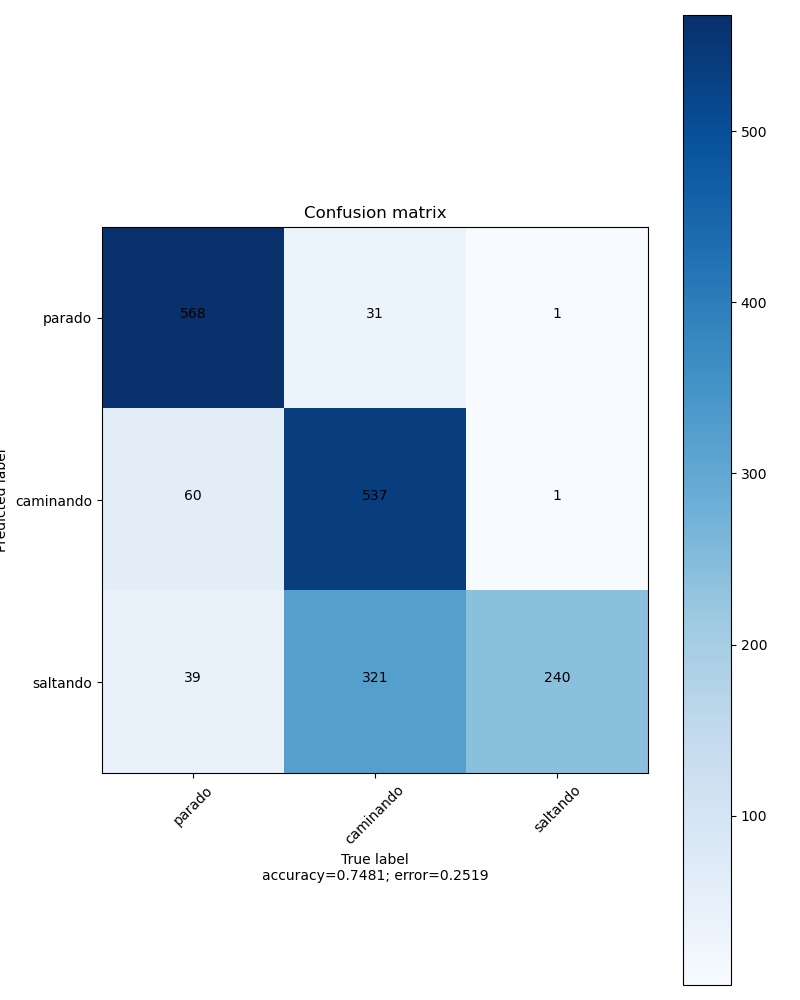 Confusion matrix
parado 568 31 1
caminando 60 537 1
saltando 39 321 240
parado caminando saltando
True label
accuracy=0.7481; error=0.2519
Predicted label
500
400
300
200
100